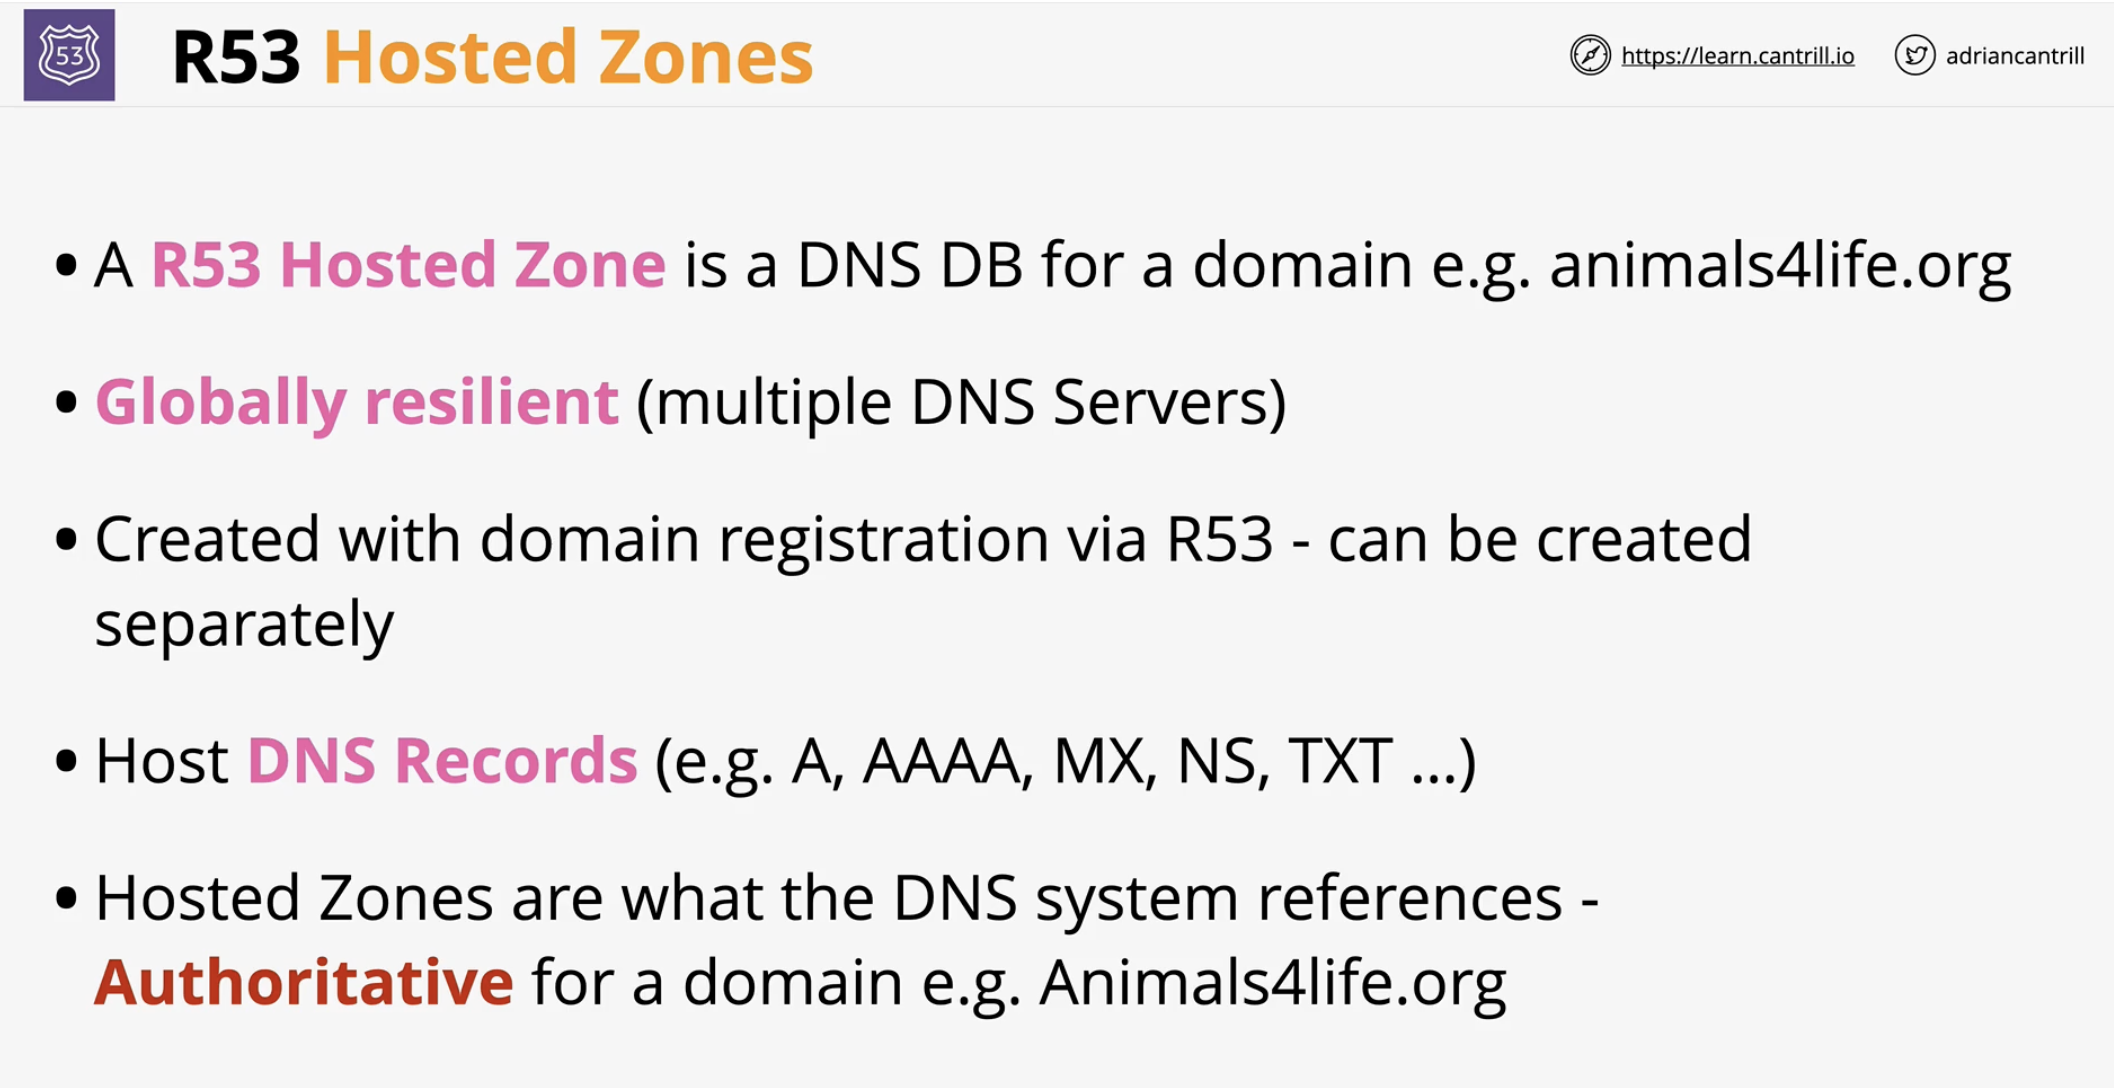 53
R53 Hosted Zones
https://learn.cantrill.io
adriancantrill
• A R53 Hosted Zone is a DNS DB for a domain e.g. animals4life.org
• Globally resilient (multiple DNS Servers)
• Created with domain registration via R53 - can be created
separately
• Host DNS Records (e.g. A, AAAA, MX, NS, TXT ...)
• Hosted Zones are what the DNS system references -
Authoritative for a domain e.g. Animals4life.org